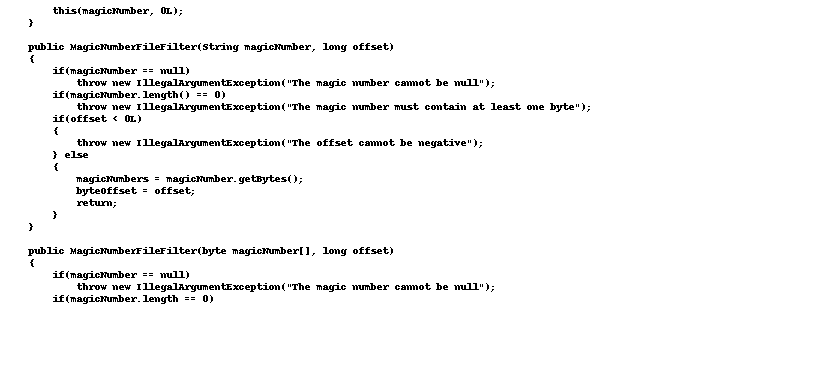 this(magicNumber, 0L);
}
public MagicNumberFileFilter(String magicNumber, long offset)
{
if(magicNumber == null)
throw new IllegalArgumentException("The magic number cannot be null");
if(magicNumber.length() == 0)
throw new IllegalArgumentException("The magic number must contain at least one byte");
if(offset < 0L)
{
throw new IllegalArgumentException("The offset cannot be negative");
} else
{
magicNumbers = magicNumber.getBytes();
byteOffset = offset;
return;
}
}
public MagicNumberFileFilter(byte magicNumber[], long offset)
{
if(magicNumber == null)
throw new IllegalArgumentException("The magic number cannot be null");
if(magicNumber.length == 0)